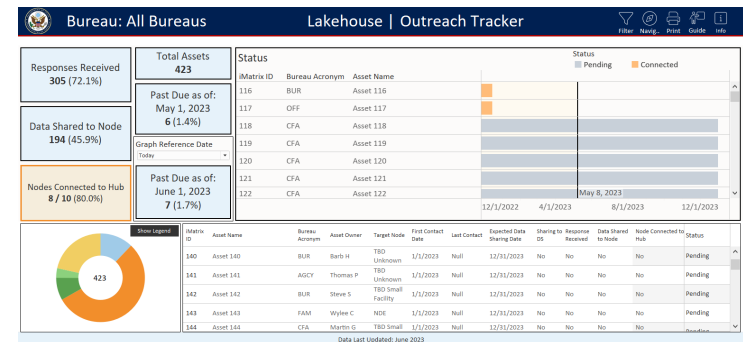 Bureau: All Bureaus
Lakehouse | Outreach Tracker
Filter Navig.. Print Guide Info
Responses Received
305 (72.1%)
Data Shared to Node
194 (45.9%)
Nodes Connected to Hub
8 / 10 (80.0%)
Total Assets
423
Past Due as of:
May 1, 2023
6 (1.4%)
Graph Reference Date
Today
Past Due as of:
June 1, 2023
7 (1.7%)
Status
Status
Pending Connected
iMatrix ID Bureau Acronym Asset Name
116 BUR Asset 116
117 OFF Asset 117
118 CFA Asset 118
119 CFA Asset 119
120 CFA Asset 120
121 CFA Asset 121
122 CFA Asset 122
May 8, 2023
12/1/2022 4/1/2023 8/1/2023 12/1/2023
Show Legend
423
iMatrix ID Asset Name Bureau Acronym Asset Owner Target Node First Contact Date Last Contact Expected Data Sharing Date Sharing to DS Response Received Data Shared to Node Node Connected to Hub Status
140 Asset 140 BUR Barb H TBD Unknown 1/1/2023 Null 12/31/2023 No No No No Pending
141 Asset 141 AGCY Thomas P TBD Unknown 1/1/2023 Null 12/31/2023 No No No No Pending
142 Asset 142 BUR Steve S TBD Small Facility 1/1/2023 Null 12/31/2023 No No No No Pending
143 Asset 143 FAM Wylee C NDE 1/1/2023 Null 12/31/2023 No No No No Pending
144 Asset 144 CFA Martin G TBD Small 1/1/2023 Null 12/31/2023 No No No No Pending
Data Last Updated: June 2023